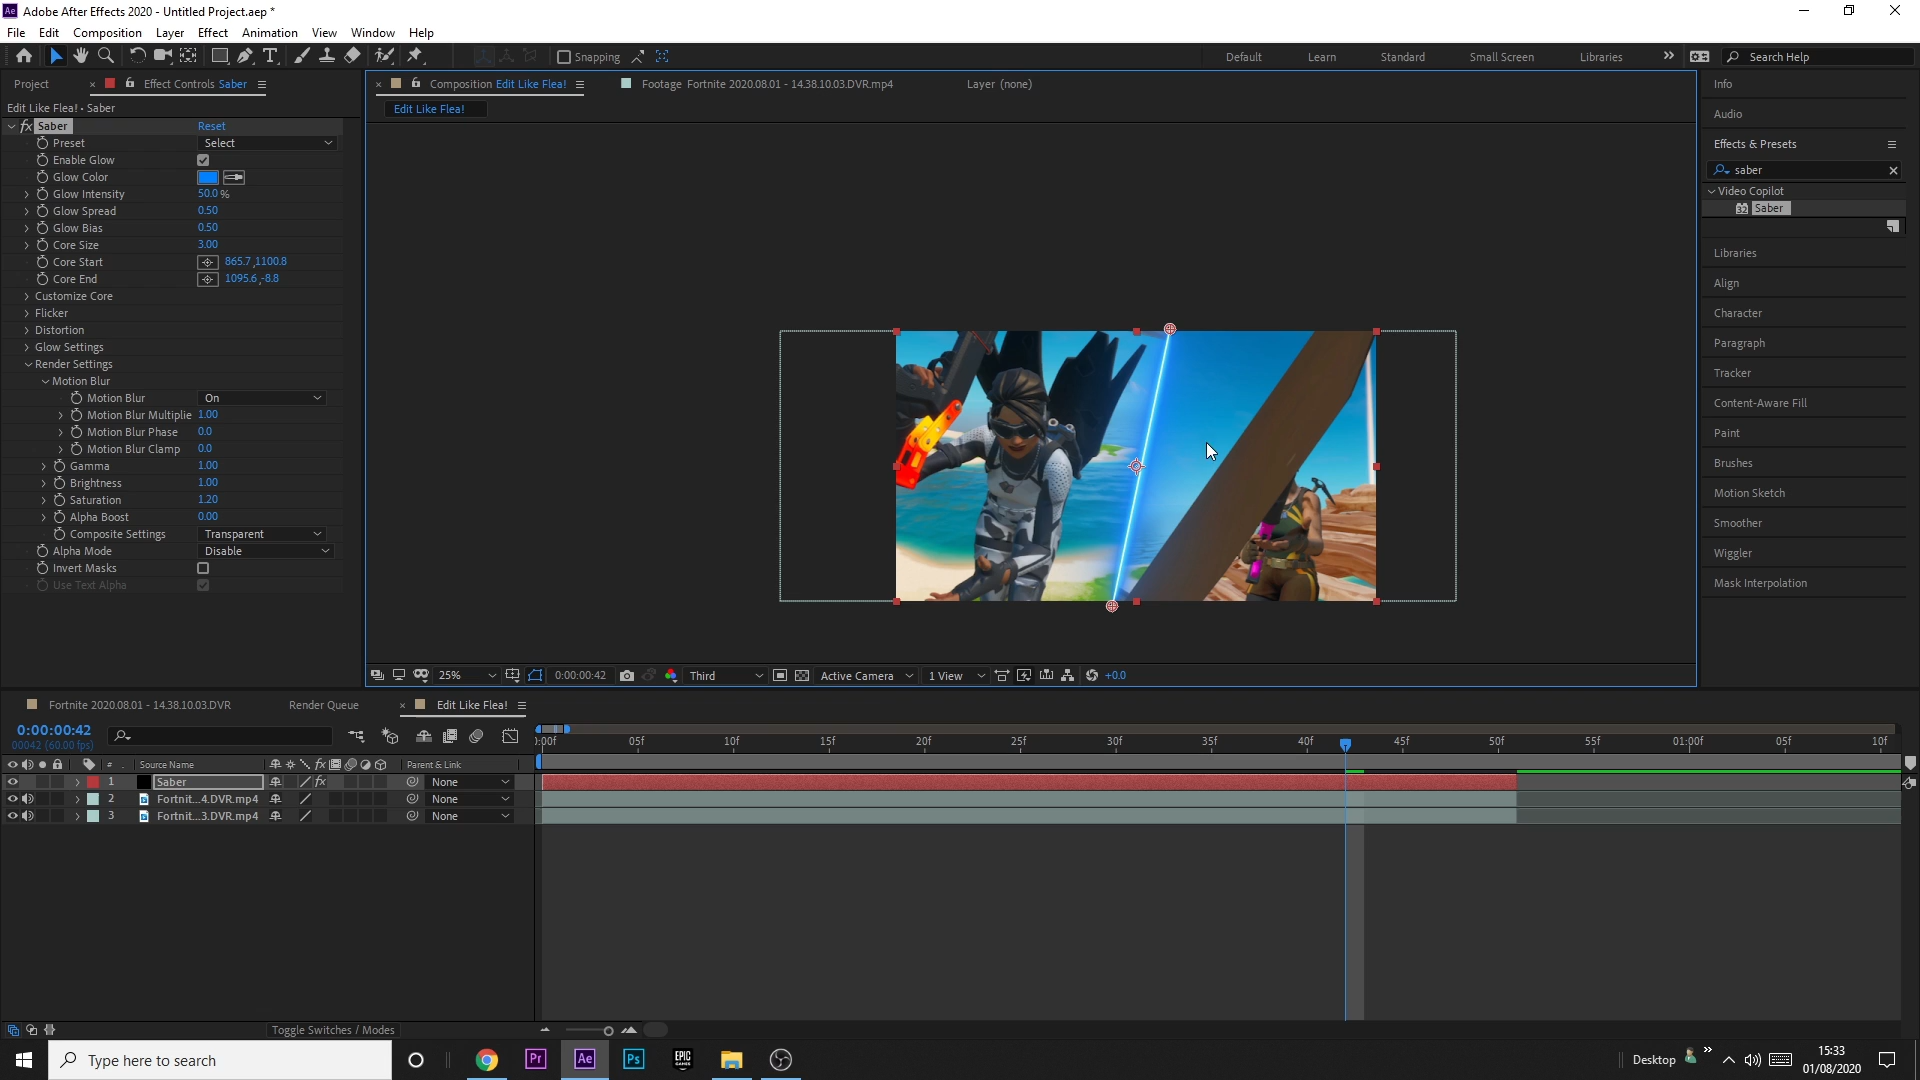 Adobe After Effects 2020 - Untitled Project.aep *
File Edit Composition Layer Effect Animation View Window Help
Snapping Default Learn Standard Small Screen Libraries Search Help
Project Effect Controls Saber
Composition Edit Like Flea! Footage Fortnite 2020.08.01 - 14.38.10.03.DVR.mp4 Layer (none)
Edit Like Flea! • Saber
Edit Like Flea!
fx Saber Reset
Preset Select
Enable Glow
Glow Color
Glow Intensity 50.0 %
Glow Spread 0.50
Glow Bias 0.50
Core Size 3.00
Core Start 865.7 ,1100.8
Core End 1095.6 ,-8.8
Customize Core
Flicker
Distortion
Glow Settings
Render Settings
Motion Blur
Motion Blur On
Motion Blur Multiplie 1.00
Motion Blur Phase 0.0
Motion Blur Clamp 0.0
Gamma 1.00
Brightness 1.00
Saturation 1.20
Alpha Boost 0.00
Composite Settings Transparent
Alpha Mode Disable
Invert Masks
Use Text Alpha
Info
Audio
Effects & Presets
saber
Video Copilot
32 Saber
Libraries
Align
Character
Paragraph
Tracker
Content-Aware Fill
Paint
Brushes
Motion Sketch
Smoother
Wiggler
Mask Interpolation
25% 0:00:00:42 Third Active Camera 1 View +0.0
Fortnite 2020.08.01 - 14.38.10.03.DVR Render Queue Edit Like Flea!
0:00:00:42
00042 (60.00 fps)
):00f 05f 10f 15f 20f 25f 30f 35f 40f 45f 50f 55f 01:00f 05f 10f
# . Source Name fx Parent & Link
1 Saber fx None
2 Fortnit...4.DVR.mp4 None
3 Fortnit...3.DVR.mp4 None
Toggle Switches / Modes
Type here to search Pr Ae Ps EPIC GAMES Desktop
15:33
01/08/2020